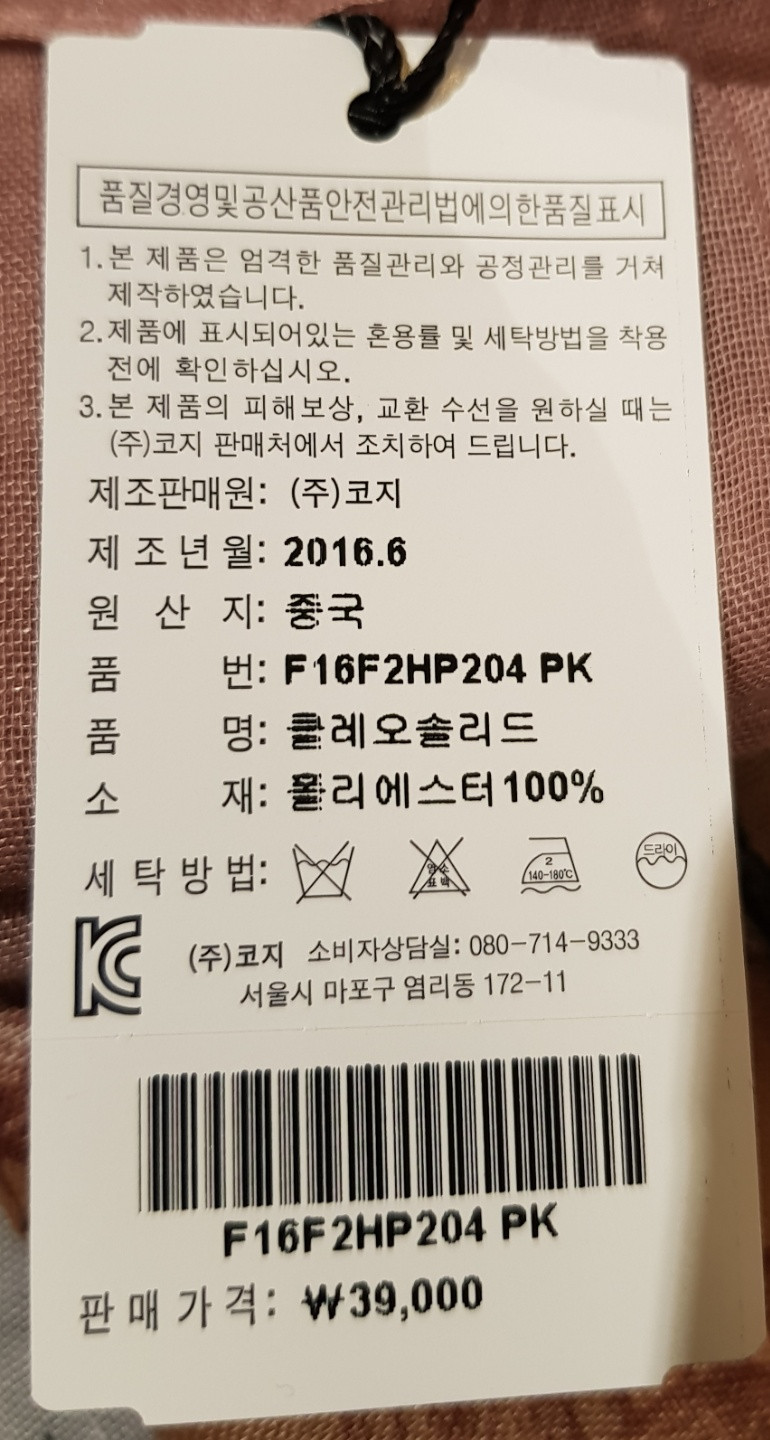 품질경영및공산품안전관리법에의한품질표시
1. 본 제품은 엄격한 품질관리와 공정관리를 거쳐
제작하였습니다.
2. 제품에 표시되어있는 혼용률 및 세탁방법을 착용
전에 확인하십시오.
3. 본 제품의 피해보상, 교환 수선을 원하실 때는
(주)코지 판매처에서 조치하여 드립니다.
제조판매원: (주)코지
제조년월: 2016.6
원산지: 중국
품번: F16F2HP204 PK
품명: 클레오솔리드
소재: 폴리에스터100%
세탁방법:
염소
표백
2
140-180℃
드라이
KC (주)코지 소비자상담실: 080-714-9333
서울시 마포구 염리동 172-11
F16F2HP204 PK
판매가격: ₩39,000